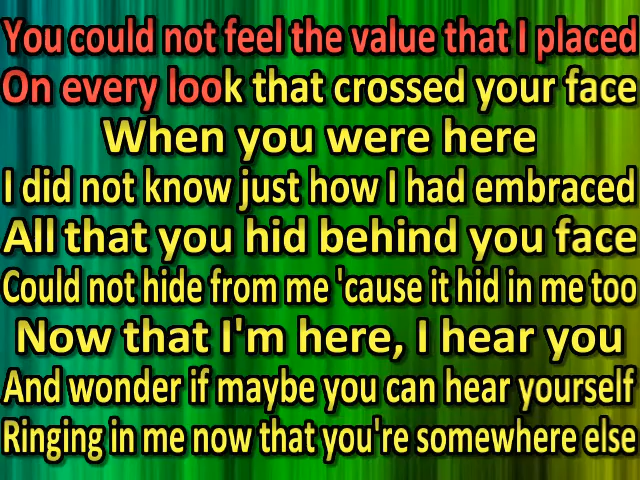 You could not feel the value that I placed
On every look that crossed your face
When you were here
I did not know just how I had embraced
All that you hid behind you face
Could not hide from me 'cause it hid in me too
Now that I'm here, I hear you
And wonder if maybe you can hear yourself
Ringing in me now that you're somewhere else